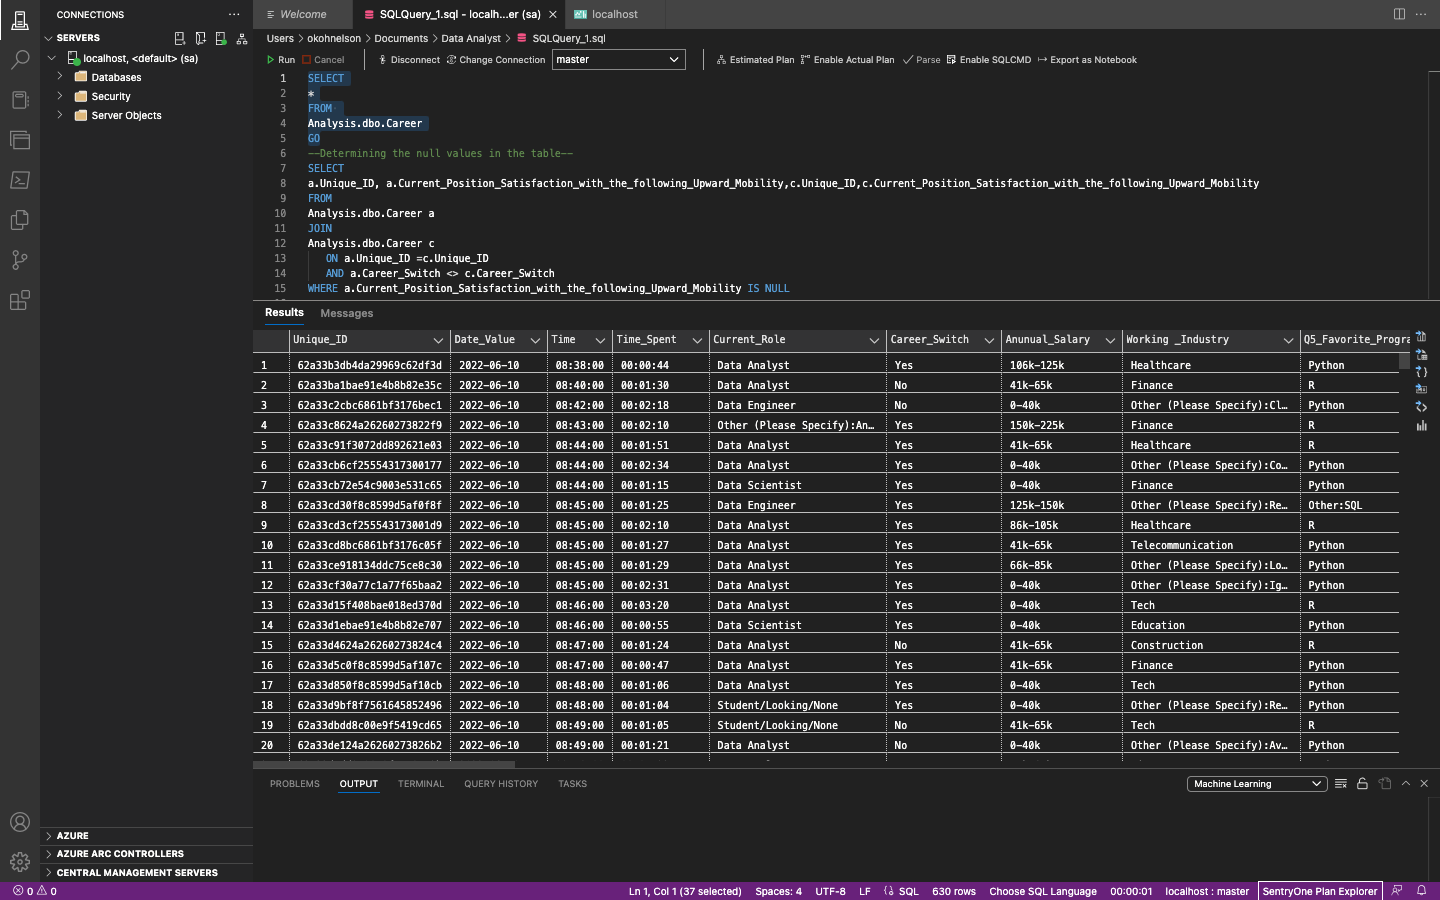 CONNECTIONS
Welcome
SQLQuery_1.sql - localh...er (sa)
localhost
SERVERS
localhost, <default> (sa)
Databases
Security
Server Objects
Users > okohnelson > Documents > Data Analyst > SQLQuery_1.sql
Run Cancel Disconnect Change Connection master Estimated Plan Enable Actual Plan Parse Enable SQLCMD Export as Notebook
1 SELECT
2 *
3 FROM
4 Analysis.dbo.Career
5 GO
6 --Determining the null values in the table--
7 SELECT
8 a.Unique_ID, a.Current_Position_Satisfaction_with_the_following_Upward_Mobility,c.Unique_ID,c.Current_Position_Satisfaction_with_the_following_Upward_Mobility
9 FROM
10 Analysis.dbo.Career a
11 JOIN
12 Analysis.dbo.Career c
13 ON a.Unique_ID =c.Unique_ID
14 AND a.Career_Switch <> c.Career_Switch
15 WHERE a.Current_Position_Satisfaction_with_the_following_Upward_Mobility IS NULL
Results Messages
Unique_ID Date_Value Time Time_Spent Current_Role Career_Switch Anunual_Salary Working _Industry Q5_Favorite_Progra
1 62a33b3db4da29969c62df3d 2022-06-10 08:38:00 00:00:44 Data Analyst Yes 106k-125k Healthcare Python
2 62a33ba1bae91e4b8b82e35c 2022-06-10 08:40:00 00:01:30 Data Analyst No 41k-65k Finance R
3 62a33c2cbc6861bf3176bec1 2022-06-10 08:42:00 00:02:18 Data Engineer No 0-40k Other (Please Specify):Cl… Python
4 62a33c8624a26260273822f9 2022-06-10 08:43:00 00:02:10 Other (Please Specify):An… Yes 150k-225k Finance R
5 62a33c91f3072dd892621e03 2022-06-10 08:44:00 00:01:51 Data Analyst Yes 41k-65k Healthcare R
6 62a33cb6cf25554317300177 2022-06-10 08:44:00 00:02:34 Data Analyst Yes 0-40k Other (Please Specify):Co… Python
7 62a33cb72e54c9003e531c65 2022-06-10 08:44:00 00:01:15 Data Scientist Yes 0-40k Finance Python
8 62a33cd30f8c8599d5af0f8f 2022-06-10 08:45:00 00:01:25 Data Engineer Yes 125k-150k Other (Please Specify):Re… Other:SQL
9 62a33cd3cf255543173001d9 2022-06-10 08:45:00 00:02:10 Data Analyst Yes 86k-105k Healthcare R
10 62a33cd8bc6861bf3176c05f 2022-06-10 08:45:00 00:01:27 Data Analyst Yes 41k-65k Telecommunication Python
11 62a33ce918134ddc75ce8c30 2022-06-10 08:45:00 00:01:29 Data Analyst Yes 66k-85k Other (Please Specify):Lo… Python
12 62a33cf30a77c1a77f65baa2 2022-06-10 08:45:00 00:02:31 Data Analyst Yes 0-40k Other (Please Specify):Ig… Python
13 62a33d15f408bae018ed370d 2022-06-10 08:46:00 00:03:20 Data Analyst Yes 0-40k Tech R
14 62a33d1ebae91e4b8b82e707 2022-06-10 08:46:00 00:00:55 Data Scientist Yes 0-40k Education Python
15 62a33d4624a26260273824c4 2022-06-10 08:47:00 00:01:24 Data Analyst No 41k-65k Construction R
16 62a33d5c0f8c8599d5af107c 2022-06-10 08:47:00 00:00:47 Data Analyst Yes 41k-65k Finance Python
17 62a33d850f8c8599d5af10cb 2022-06-10 08:48:00 00:01:06 Data Analyst Yes 0-40k Tech Python
18 62a33d9bf8f7561645852496 2022-06-10 08:48:00 00:01:04 Student/Looking/None Yes 0-40k Other (Please Specify):Re… Python
19 62a33dbdd8c00e9f5419cd65 2022-06-10 08:49:00 00:01:05 Student/Looking/None No 41k-65k Tech R
20 62a33de124a26260273826b2 2022-06-10 08:49:00 00:01:21 Data Analyst No 0-40k Other (Please Specify):Av… Python
PROBLEMS OUTPUT TERMINAL QUERY HISTORY TASKS Machine Learning
AZURE
AZURE ARC CONTROLLERS
CENTRAL MANAGEMENT SERVERS
0 0 Ln 1, Col 1 (37 selected) Spaces: 4 UTF-8 LF SQL 630 rows Choose SQL Language 00:00:01 localhost : master SentryOne Plan Explorer